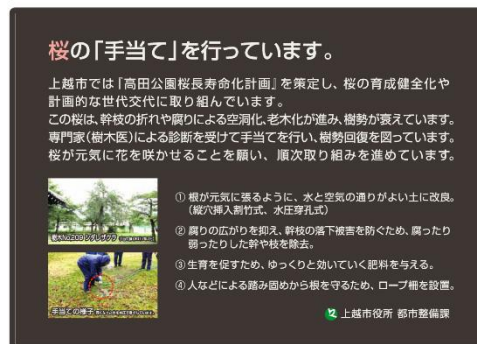 桜の「手当て」を行っています。
上越市では『高田公園桜長寿命化計画』を策定し、桜の育成健全化や
計画的な世代交代に取り組んでいます。
この桜は、幹枝の折れや腐りによる空洞化、老木化が進み、樹勢が衰えています。
専門家(樹木医)による診断を受けて手当てを行い、樹勢回復を図っています。
桜が元気に花を咲かせることを願い、順次取り組みを進めています。
老木No.209 シダレザクラ
手当ての様子
① 根が元気に張るように、水と空気の通りがよい土に改良。
(縦穴挿入割竹式、水圧穿孔式)
② 腐りの広がりを抑え、幹枝の落下被害を防ぐため、腐ったり
弱ったりした幹や枝を除去。
③ 生育を促すため、ゆっくりと効いていく肥料を与える。
④ 人などによる踏み固めから根を守るため、ロープ柵を設置。
上越市役所 都市整備課